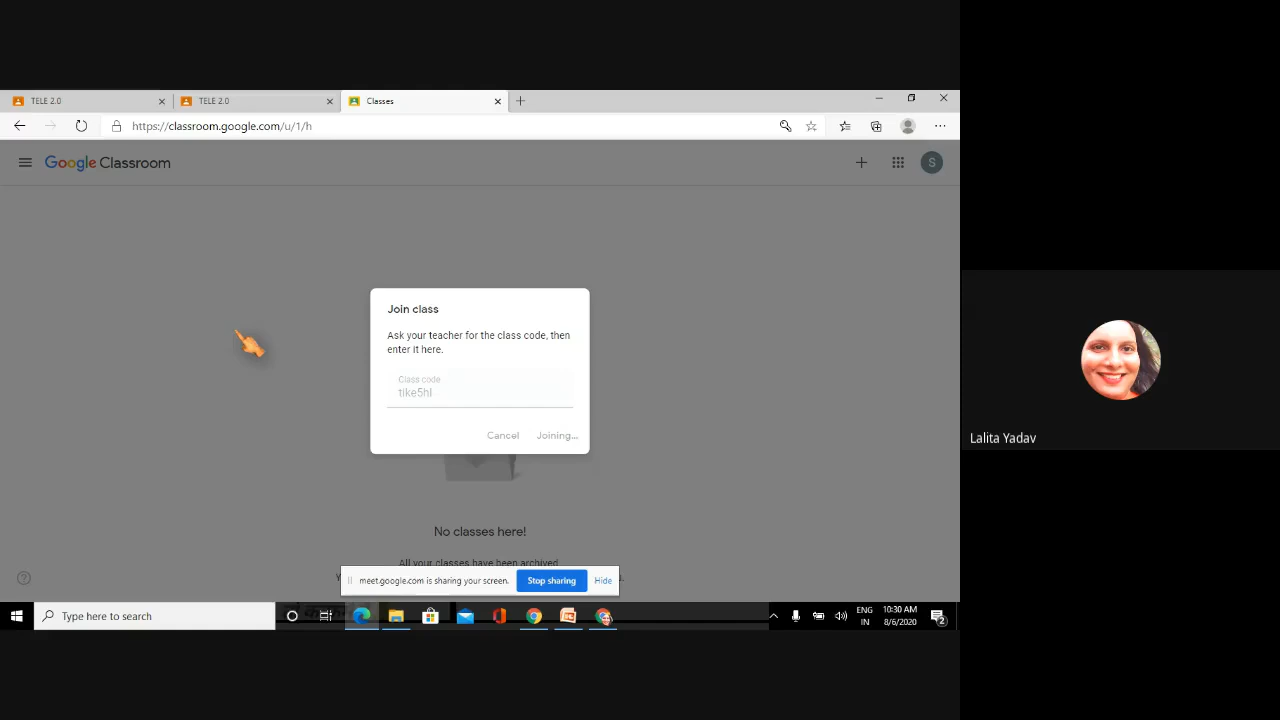 TELE 2.0
TELE 2.0
Classes
https://classroom.google.com/u/1/h
Google Classroom
S
Join class
Ask your teacher for the class code, then
enter it here.
Class code
tike5hl
Cancel Joining...
No classes here!
All your classes have been archived
meet.google.com is sharing your screen. Stop sharing Hide
Type here to search
ENG
IN
10:30 AM
8/6/2020
2
Lalita Yadav